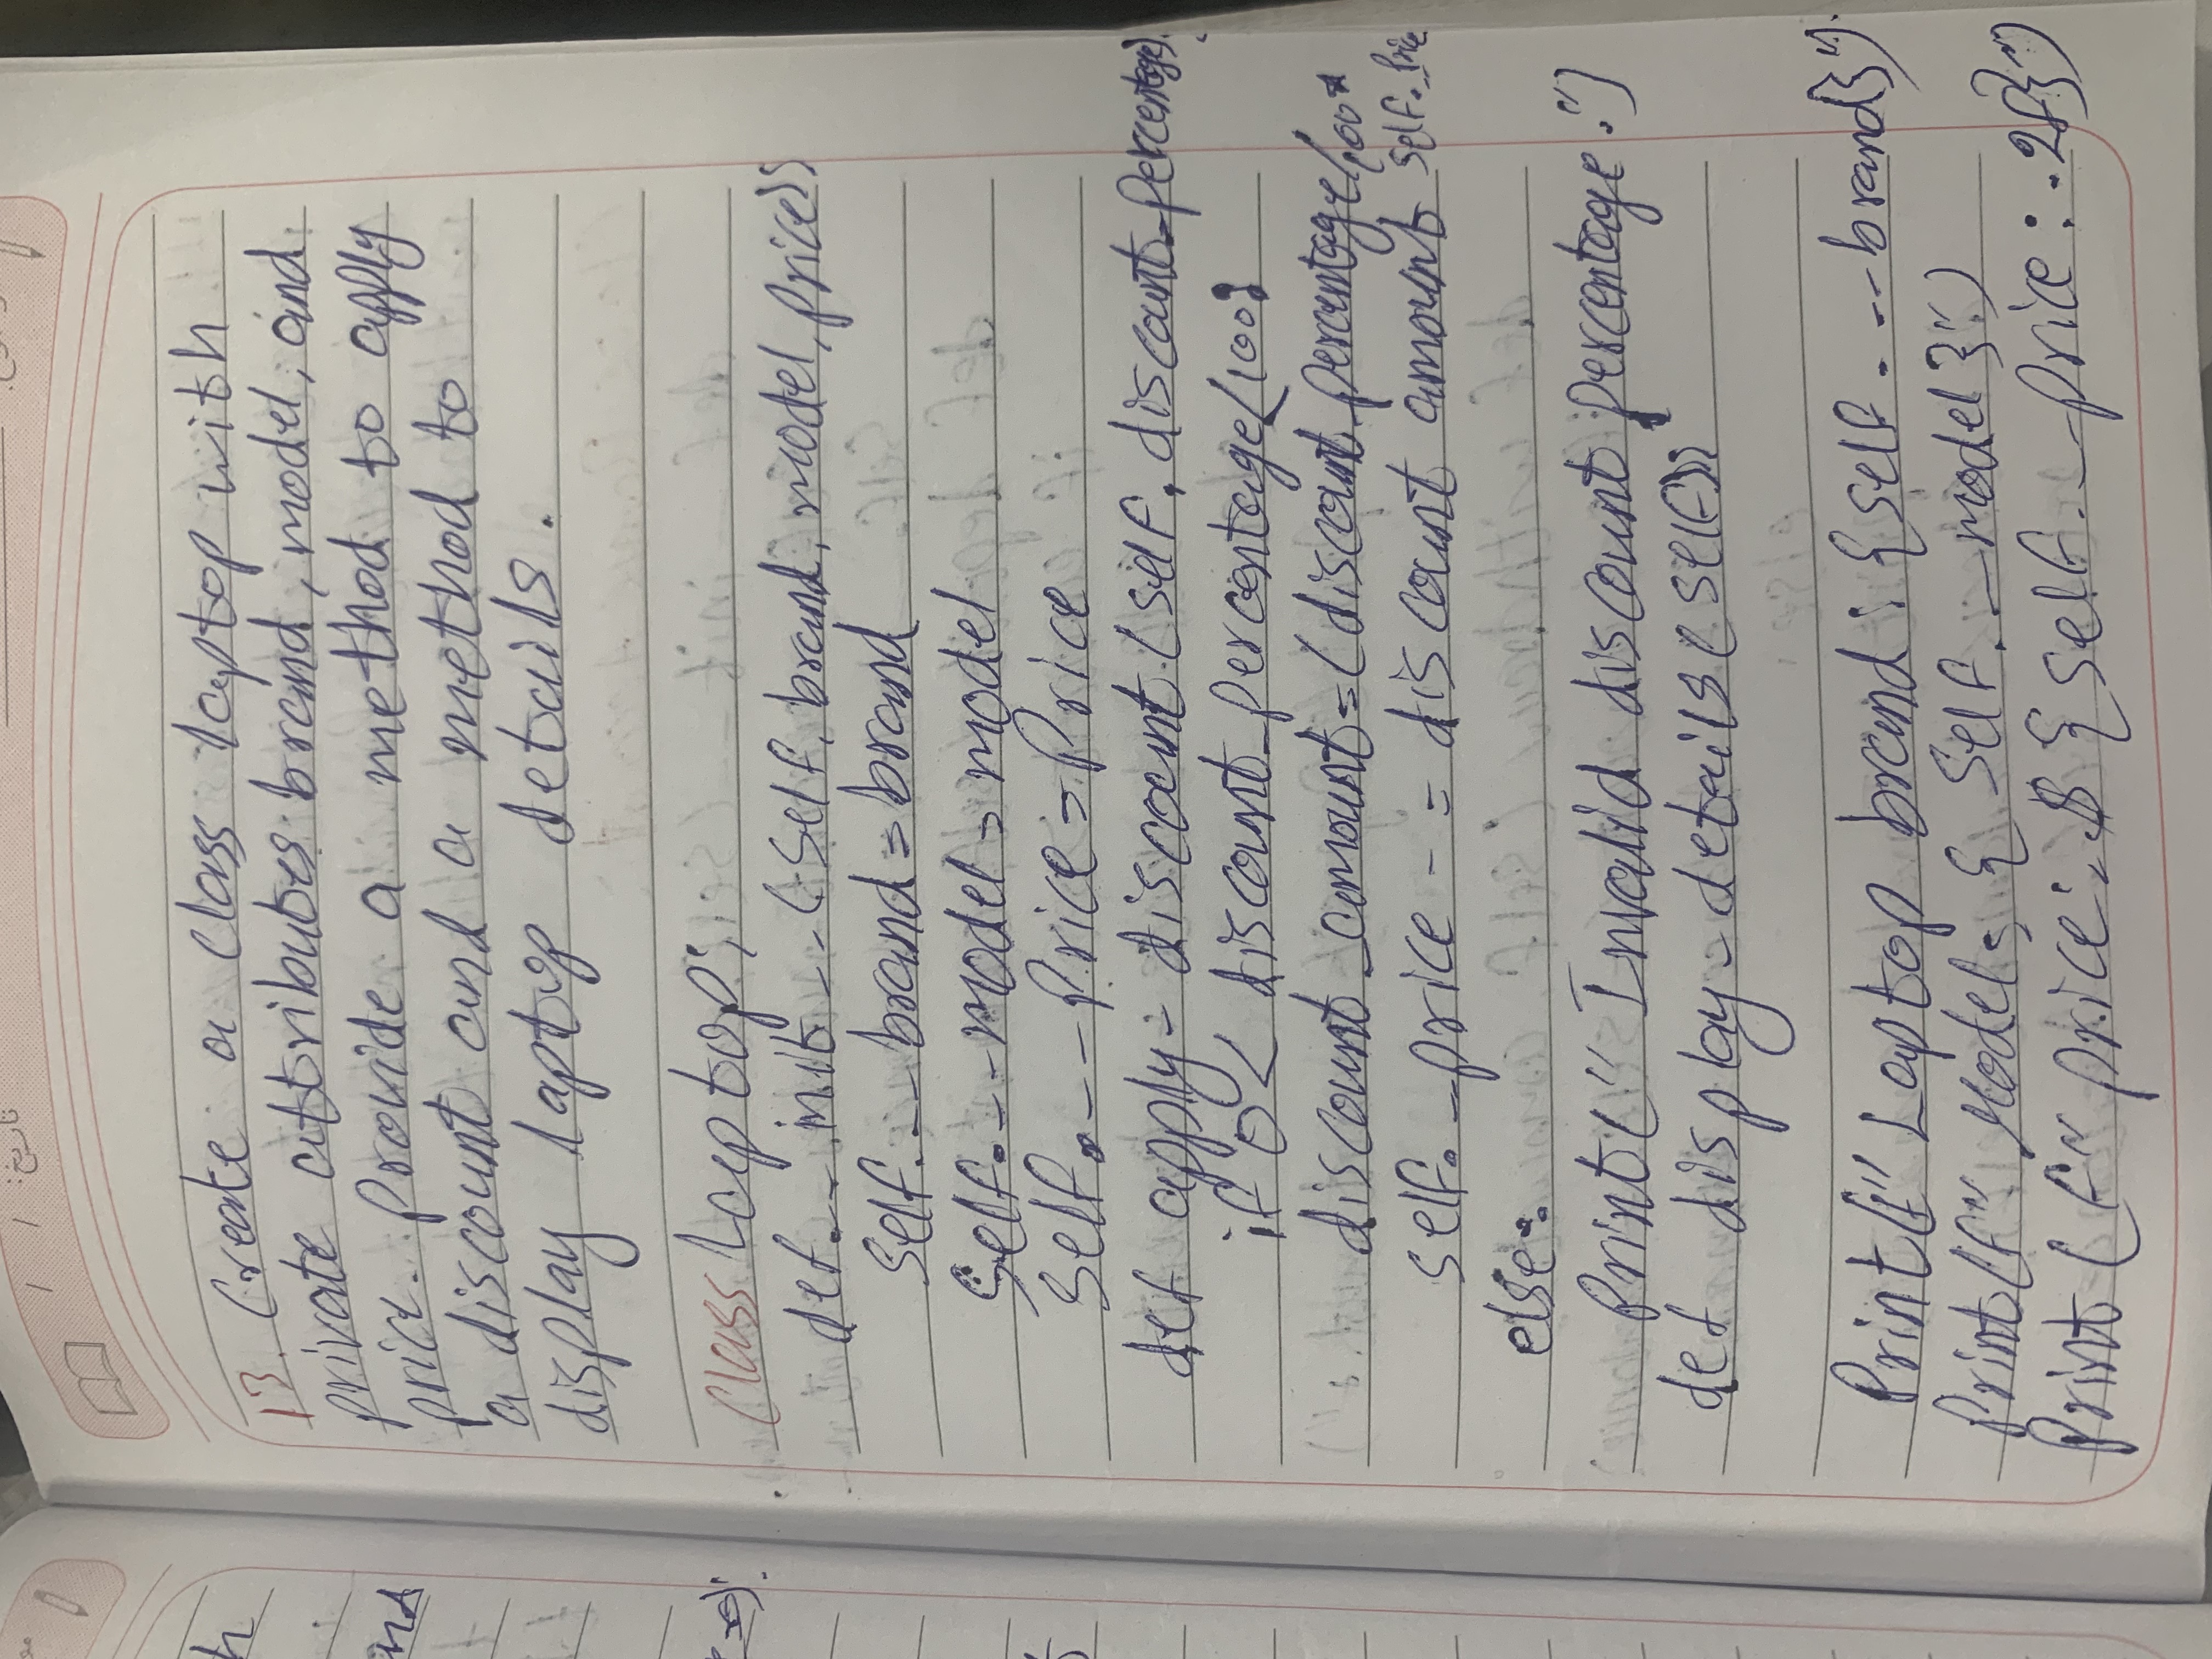 تاريخ: / /
13. Create a class laptop with
private attributes brand, model, and
price. Provide a method to apply
a discount and a method to
display laptop details.
class Laptop:
def __init__(self, brand, model, price):
self.__brand = brand
self.__model = model
self.__Price = Price
def apply_discount (self, discount_percentage):
if 0 < discount_percentage < 100:
discount_amount = (discount_percentage/100*
self.__price
self.__price -= discount amount
else:
Print(" Invalid discount percentage.")
def display_details (self):
Print(f" Laptop brand: {self.__brand}")
Print(f" Model: {Self.__model}")
Print (f" price: $ {self.__price: .2f}")